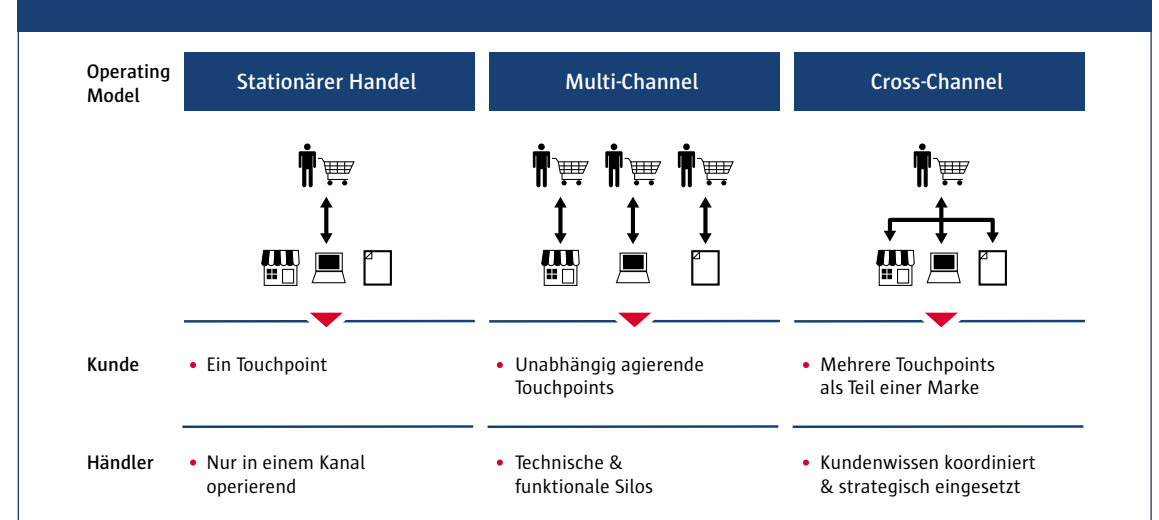 Operating
Model
Stationärer Handel
Multi-Channel
Cross-Channel
Kunde
• Ein Touchpoint
• Unabhängig agierende
Touchpoints
• Mehrere Touchpoints
als Teil einer Marke
Händler
• Nur in einem Kanal
operierend
• Technische &
funktionale Silos
• Kundenwissen koordiniert
& strategisch eingesetzt